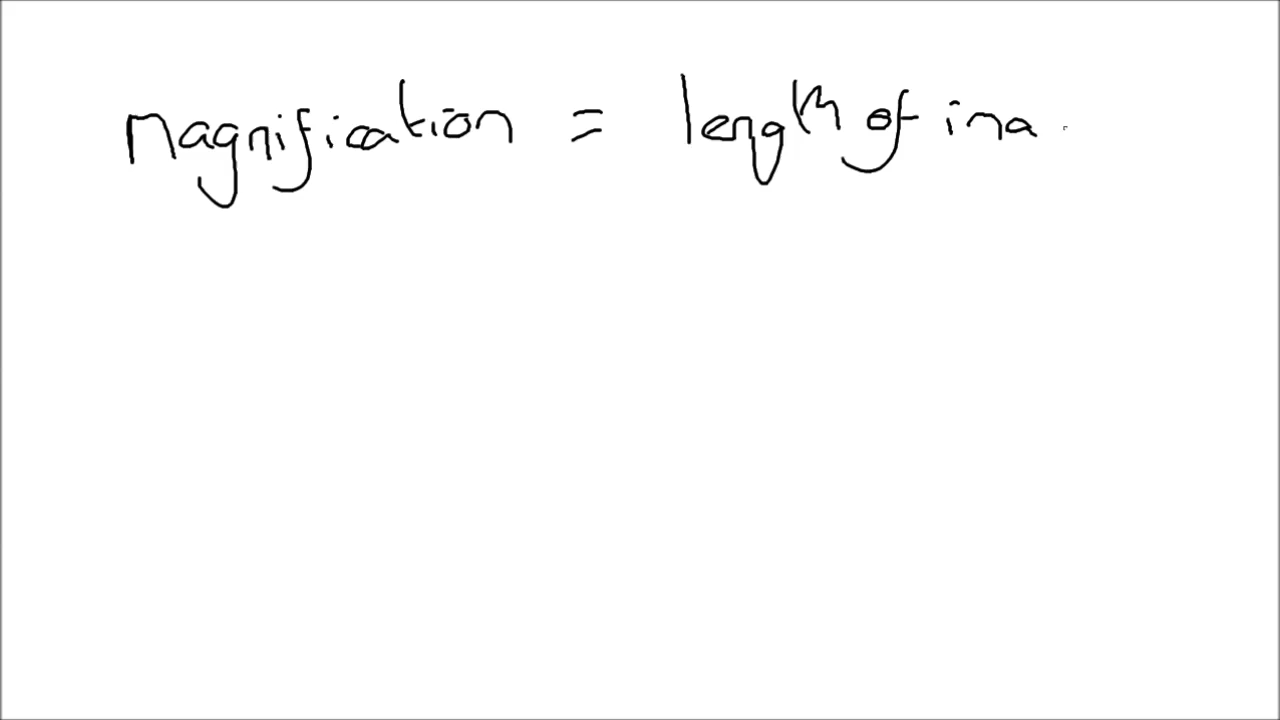 magnification = length of ima